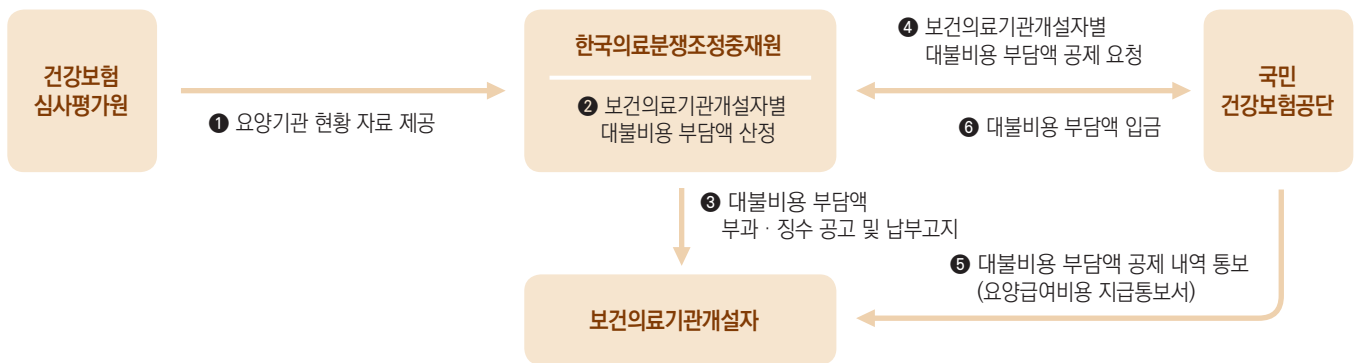 건강보험
심사평가원
❶ 요양기관 현황 자료 제공
한국의료분쟁조정중재원
❷ 보건의료기관개설자별
대불비용 부담액 산정
❸ 대불비용 부담액
부과 · 징수 공고 및 납부고지
❹ 보건의료기관개설자별
대불비용 부담액 공제 요청
❻ 대불비용 부담액 입금
국민
건강보험공단
❺ 대불비용 부담액 공제 내역 통보
(요양급여비용 지급통보서)
보건의료기관개설자